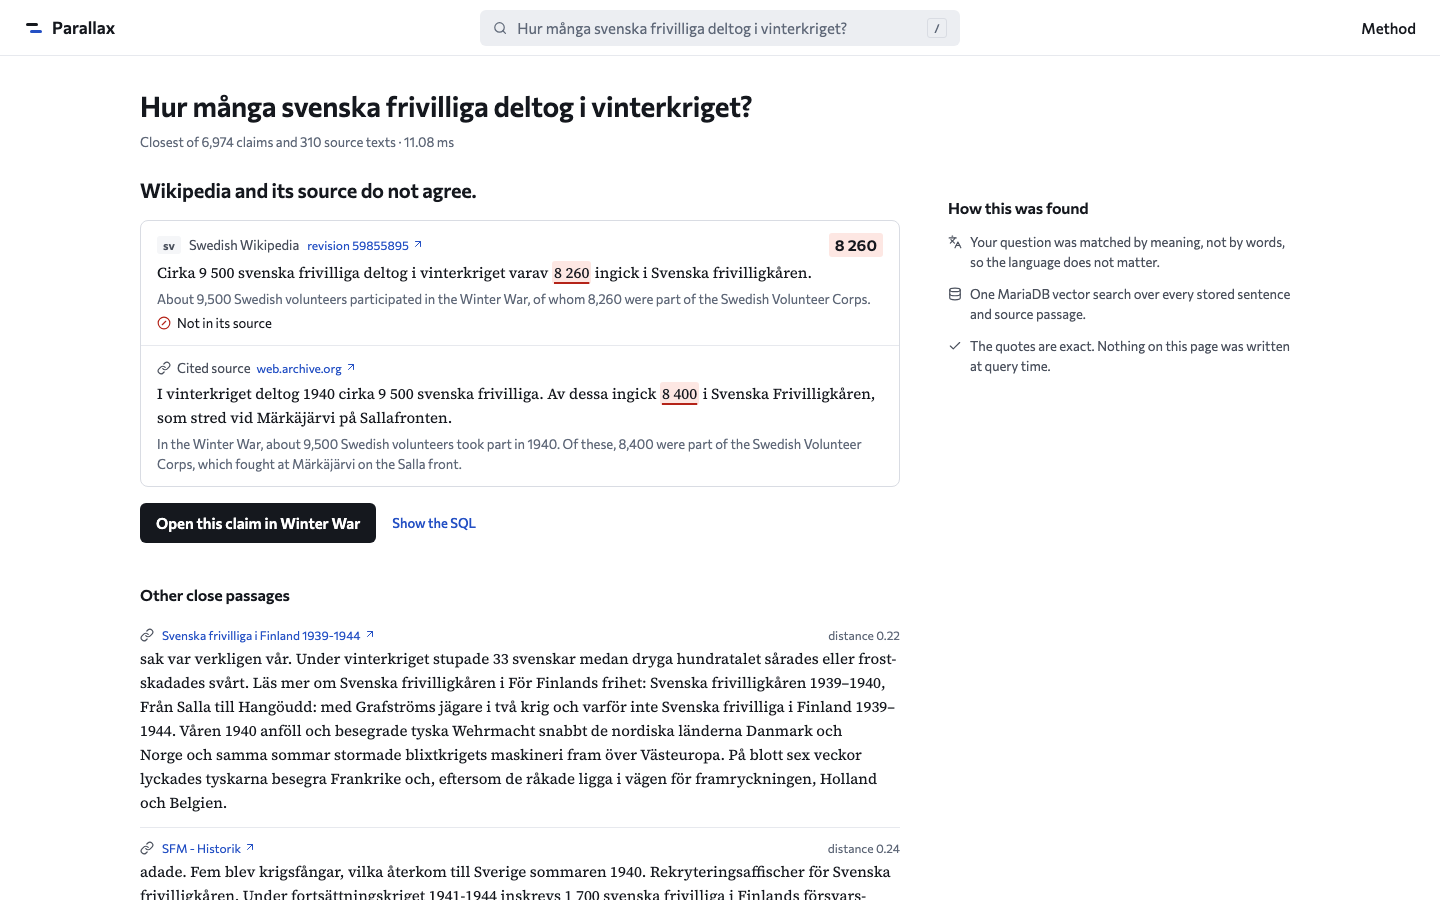 Parallax
Hur många svenska frivilliga deltog i vinterkriget?
/
Method
Hur många svenska frivilliga deltog i vinterkriget?
Closest of 6,974 claims and 310 source texts · 11.08 ms
Wikipedia and its source do not agree.
sv Swedish Wikipedia revision 59855895
8 260
Cirka 9 500 svenska frivilliga deltog i vinterkriget varav 8 260 ingick i Svenska frivilligkåren.
About 9,500 Swedish volunteers participated in the Winter War, of whom 8,260 were part of the Swedish Volunteer Corps.
Not in its source
Cited source web.archive.org
I vinterkriget deltog 1940 cirka 9 500 svenska frivilliga. Av dessa ingick 8 400 i Svenska Frivilligkåren,
som stred vid Märkäjärvi på Sallafronten.
In the Winter War, about 9,500 Swedish volunteers took part in 1940. Of these, 8,400 were part of the Swedish Volunteer
Corps, which fought at Märkäjärvi on the Salla front.
Open this claim in Winter War
Show the SQL
How this was found
Your question was matched by meaning, not by words,
so the language does not matter.
One MariaDB vector search over every stored sentence
and source passage.
The quotes are exact. Nothing on this page was written
at query time.
Other close passages
Svenska frivilliga i Finland 1939-1944
distance 0.22
sak var verkligen vår. Under vinterkriget stupade 33 svenskar medan dryga hundratalet sårades eller frost-
skadades svårt. Läs mer om Svenska frivilligkåren i För Finlands frihet: Svenska frivilligkåren 1939–1940,
Från Salla till Hangöudd: med Grafströms jägare i två krig och varför inte Svenska frivilliga i Finland 1939–
1944. Våren 1940 anföll och besegrade tyska Wehrmacht snabbt de nordiska länderna Danmark och
Norge och samma sommar stormade blixtkrigets maskineri fram över Västeuropa. På blott sex veckor
lyckades tyskarna besegra Frankrike och, eftersom de råkade ligga i vägen för framryckningen, Holland
och Belgien.
SFM - Historik
distance 0.24
adade. Fem blev krigsfångar, vilka återkom till Sverige sommaren 1940. Rekryteringsaffischer för Svenska
frivilligkåren. Under fortsättningskriget 1941-1944 inskrevs 1 700 svenska frivilliga i Finlands försvars-